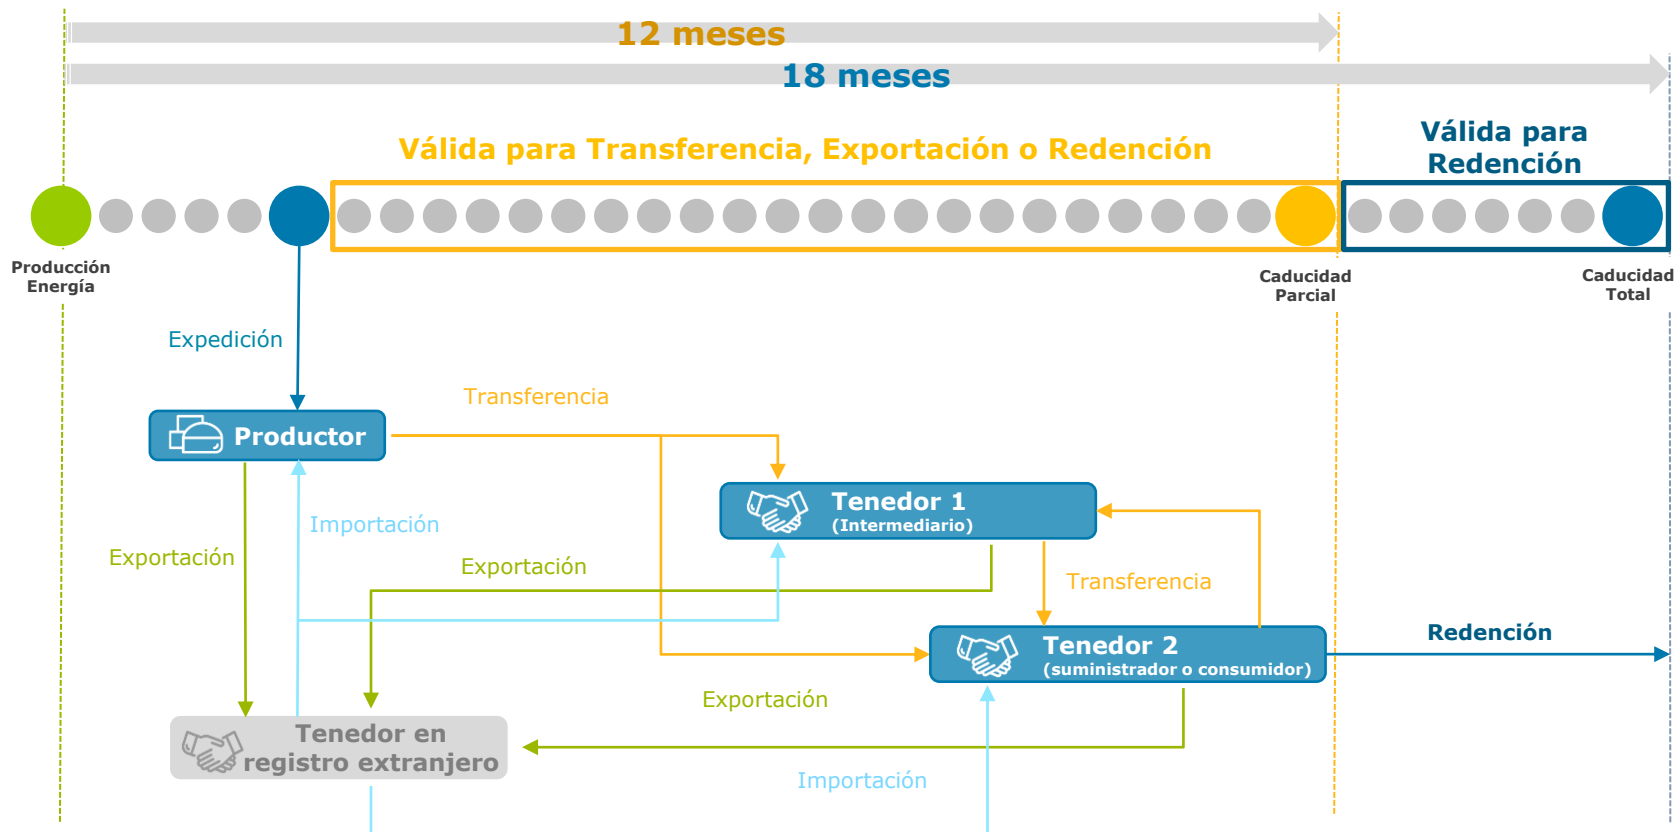 12 meses
18 meses
Válida para Transferencia, Exportación o Redención
Válida para
Redención
Producción
Energía
Caducidad
Parcial
Caducidad
Total
Expedición
Transferencia
Productor
Tenedor 1
(Intermediario)
Importación
Exportación
Exportación
Transferencia
Tenedor 2
(suministrador o consumidor)
Redención
Exportación
Tenedor en
registro extranjero
Importación